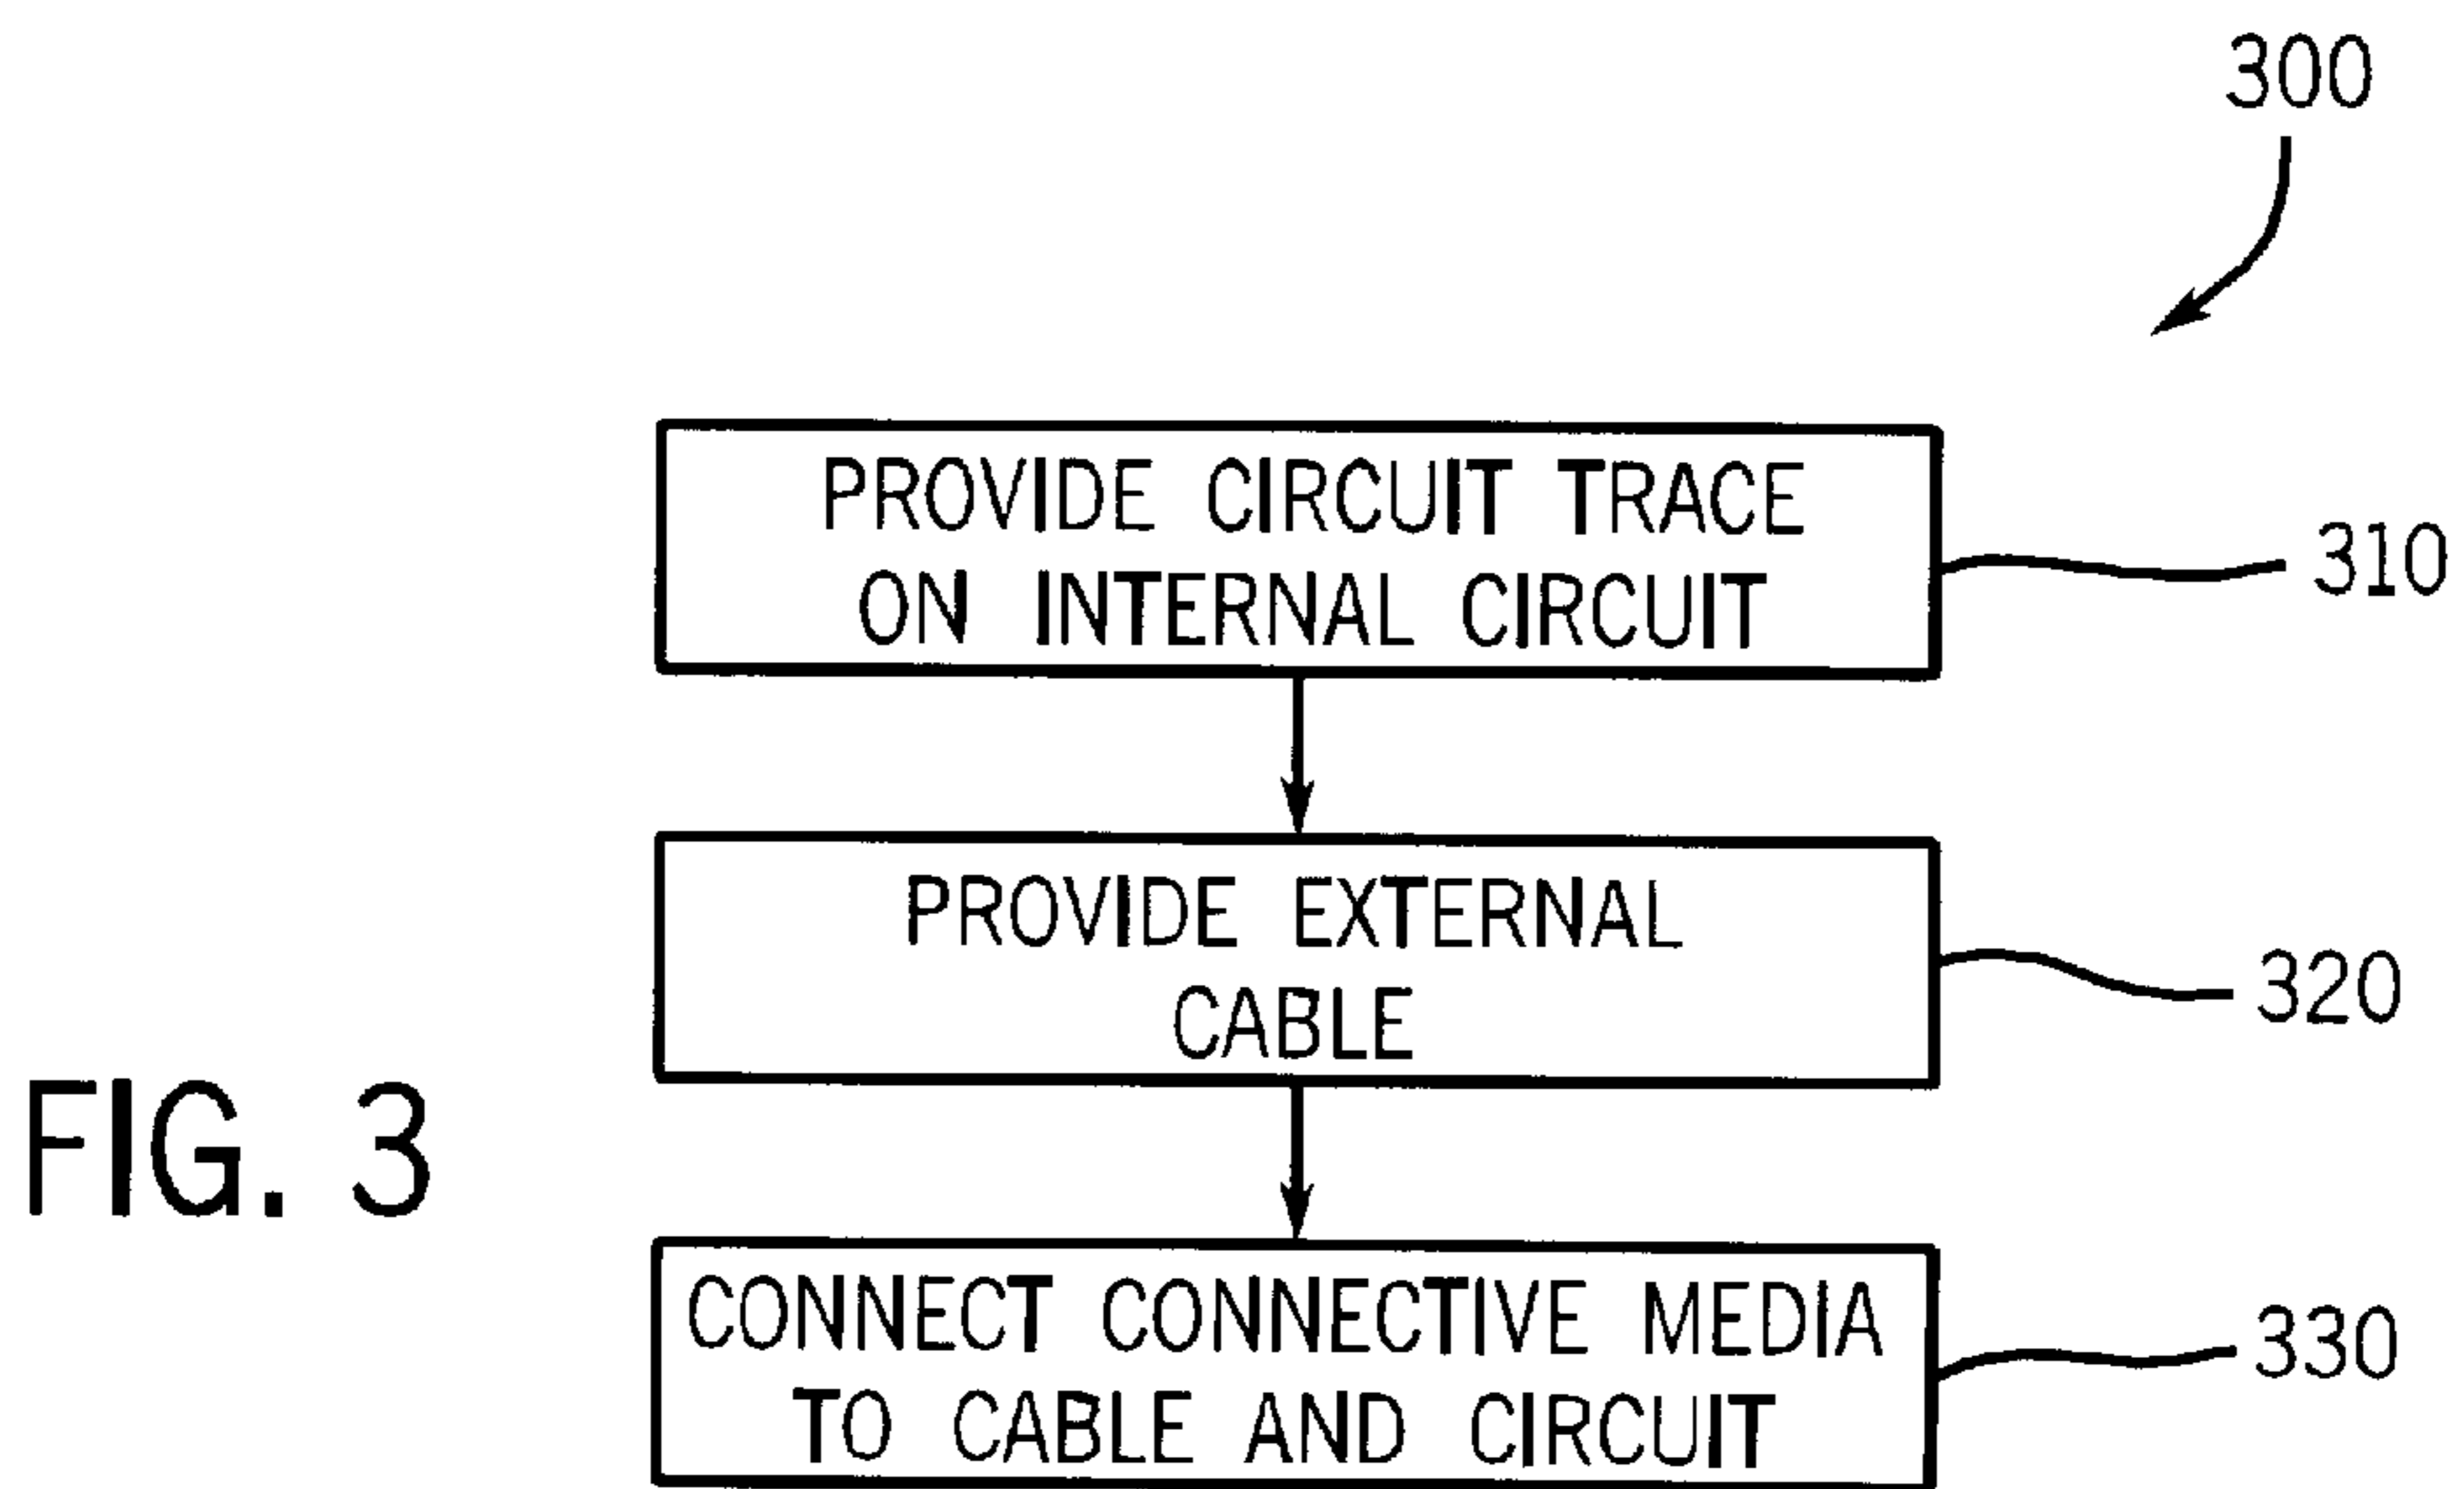 300
PROVIDE CIRCUIT TRACE
ON INTERNAL CIRCUIT
310
PROVIDE EXTERNAL
CABLE
320
CONNECT CONNECTIVE MEDIA
TO CABLE AND CIRCUIT
330
FIG. 3